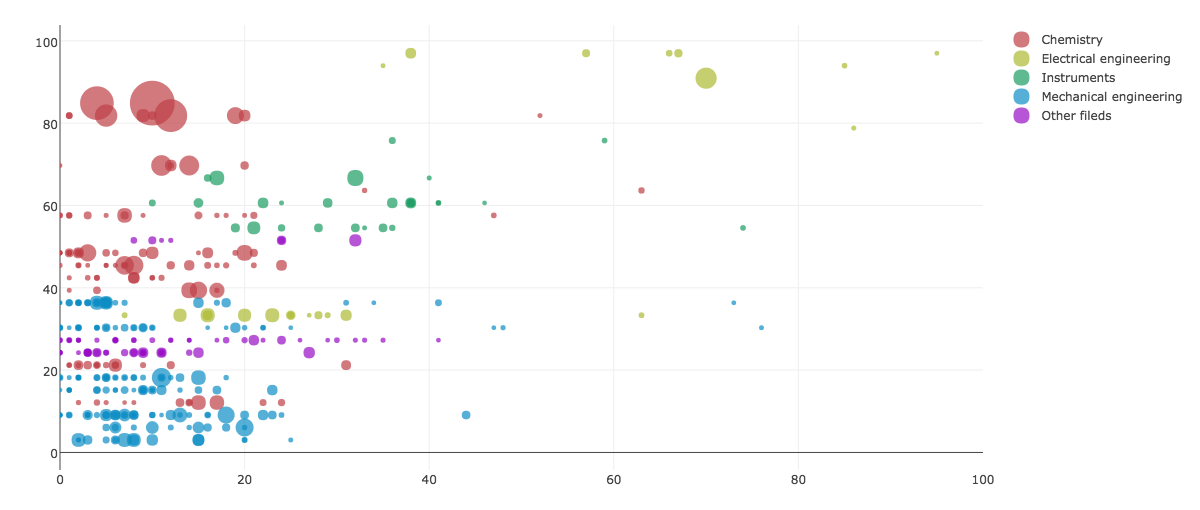 100
80
60
40
20
0
0 20 40 60 80 100
Chemistry
Electrical engineering
Instruments
Mechanical engineering
Other fileds